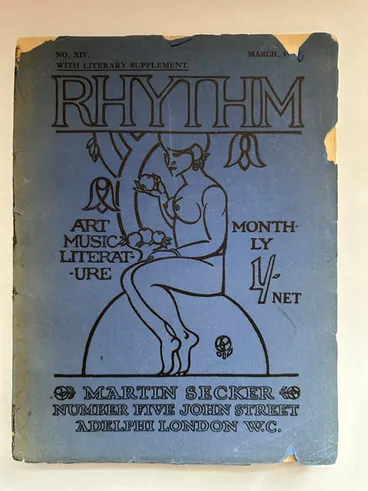 NO. XIV.
MARCH,
WITH LITERARY SUPPLEMENT
RHYTHM
ART
MUSIC
LITERAT-
-URE
MONTH-
LY
1/-
NET
MARTIN SECKER
NUMBER FIVE JOHN STREET
ADELPHI LONDON W.C.